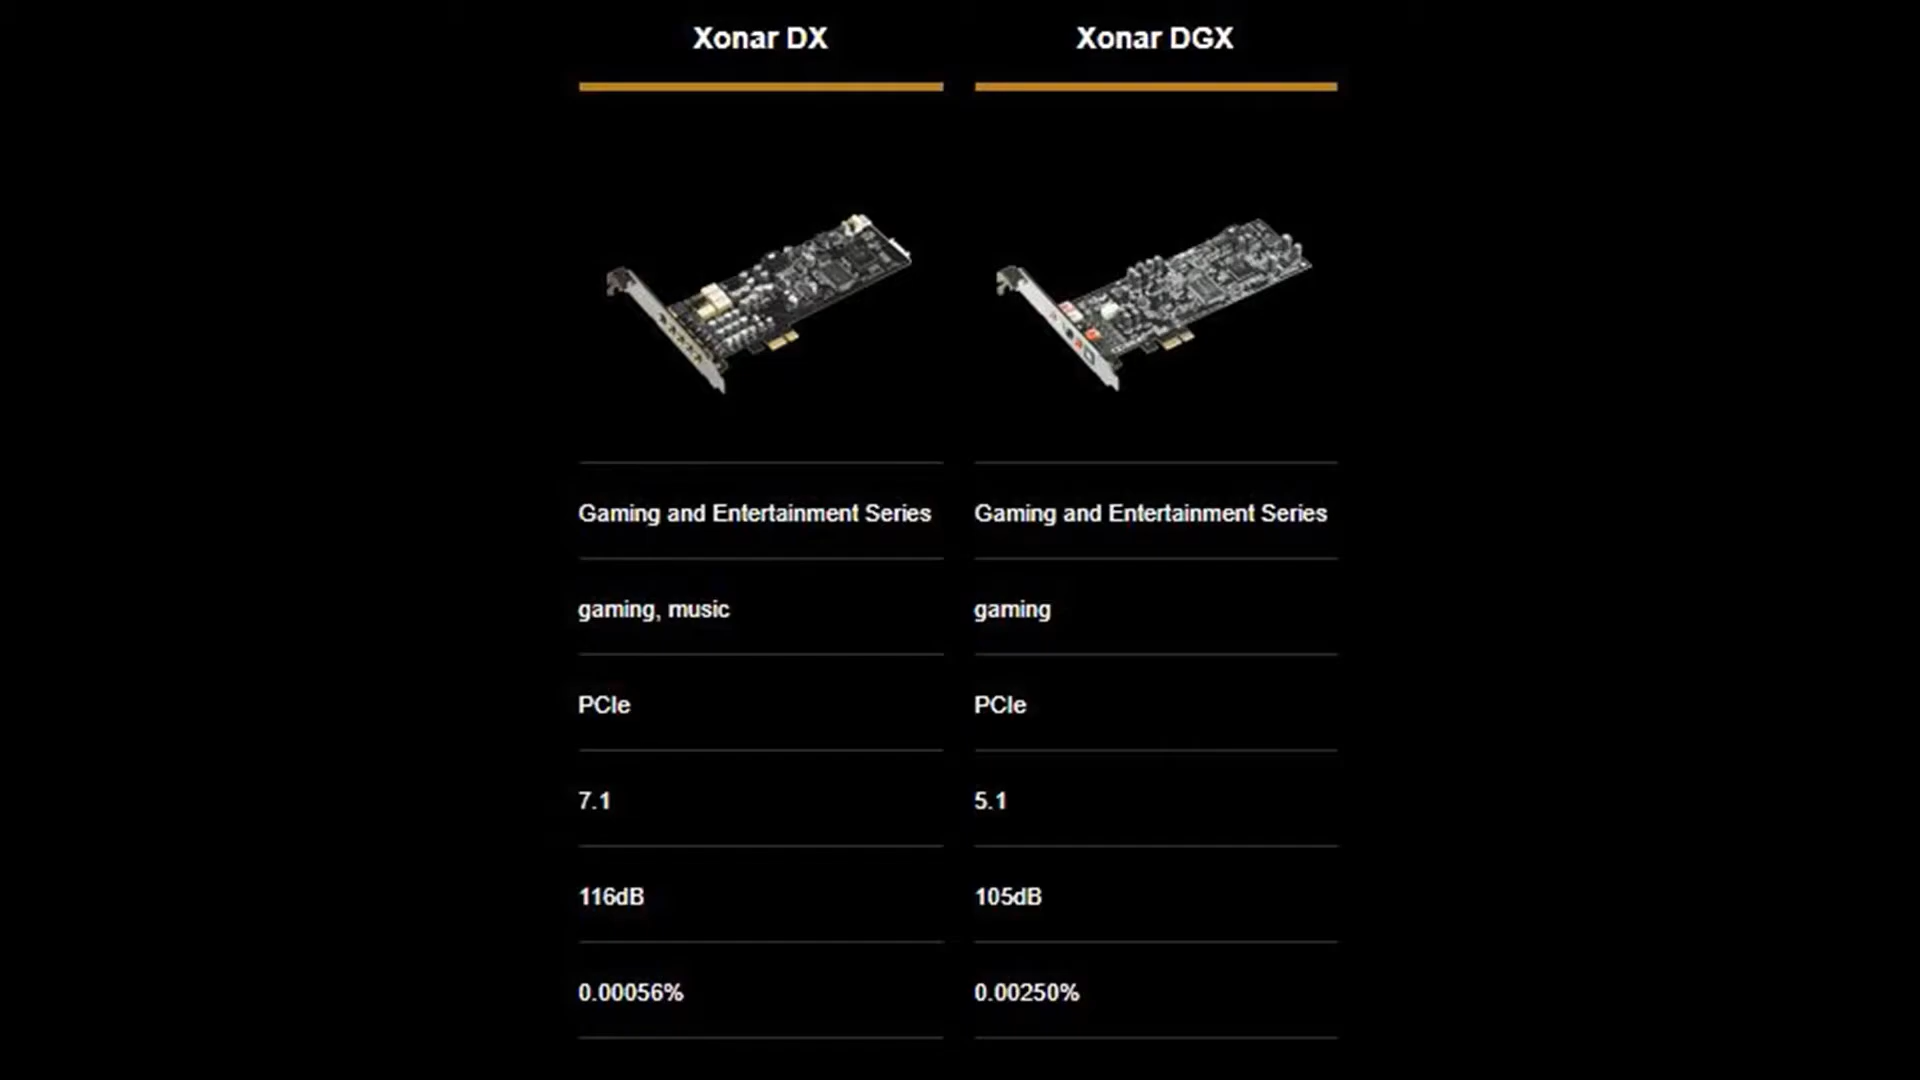 Xonar DX
Xonar DGX
Gaming and Entertainment Series
Gaming and Entertainment Series
gaming, music
gaming
PCIe
PCIe
7.1
5.1
116dB
105dB
0.00056%
0.00250%